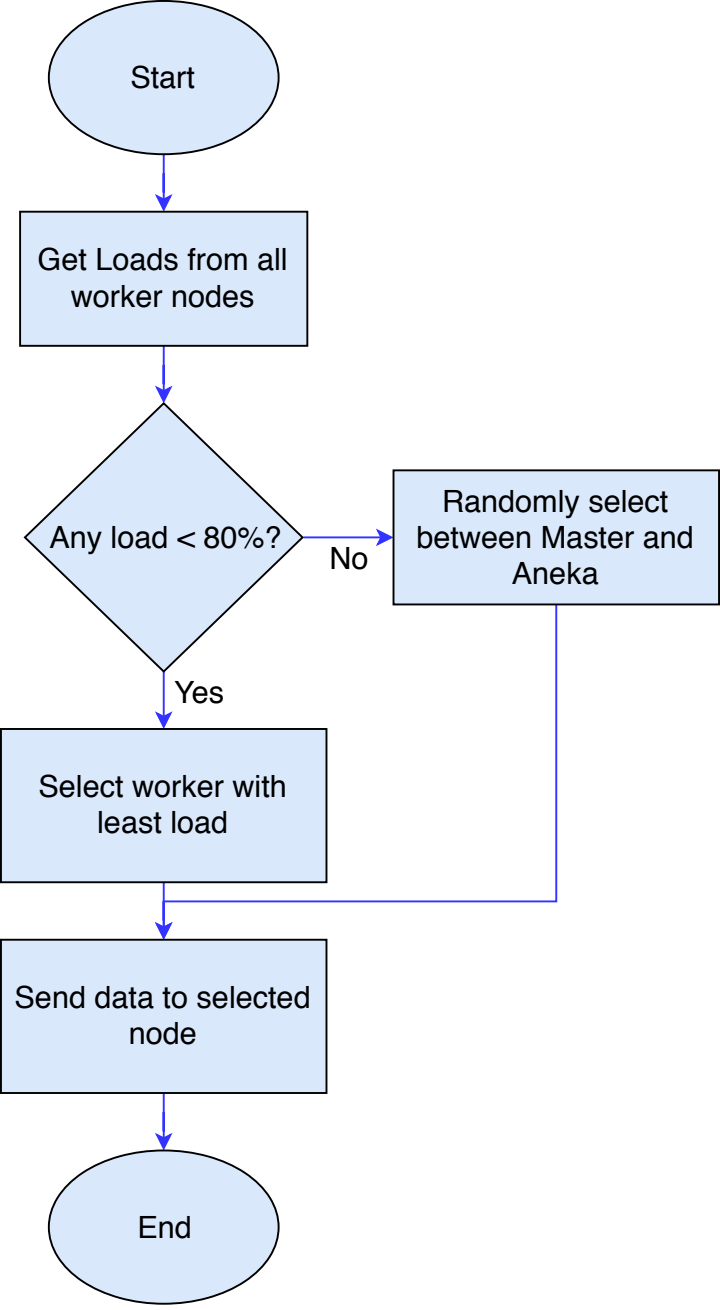 Start
Get Loads from all
worker nodes
Any load < 80%?
No
Randomly select
between Master and
Aneka
Yes
Select worker with
least load
Send data to selected
node
End